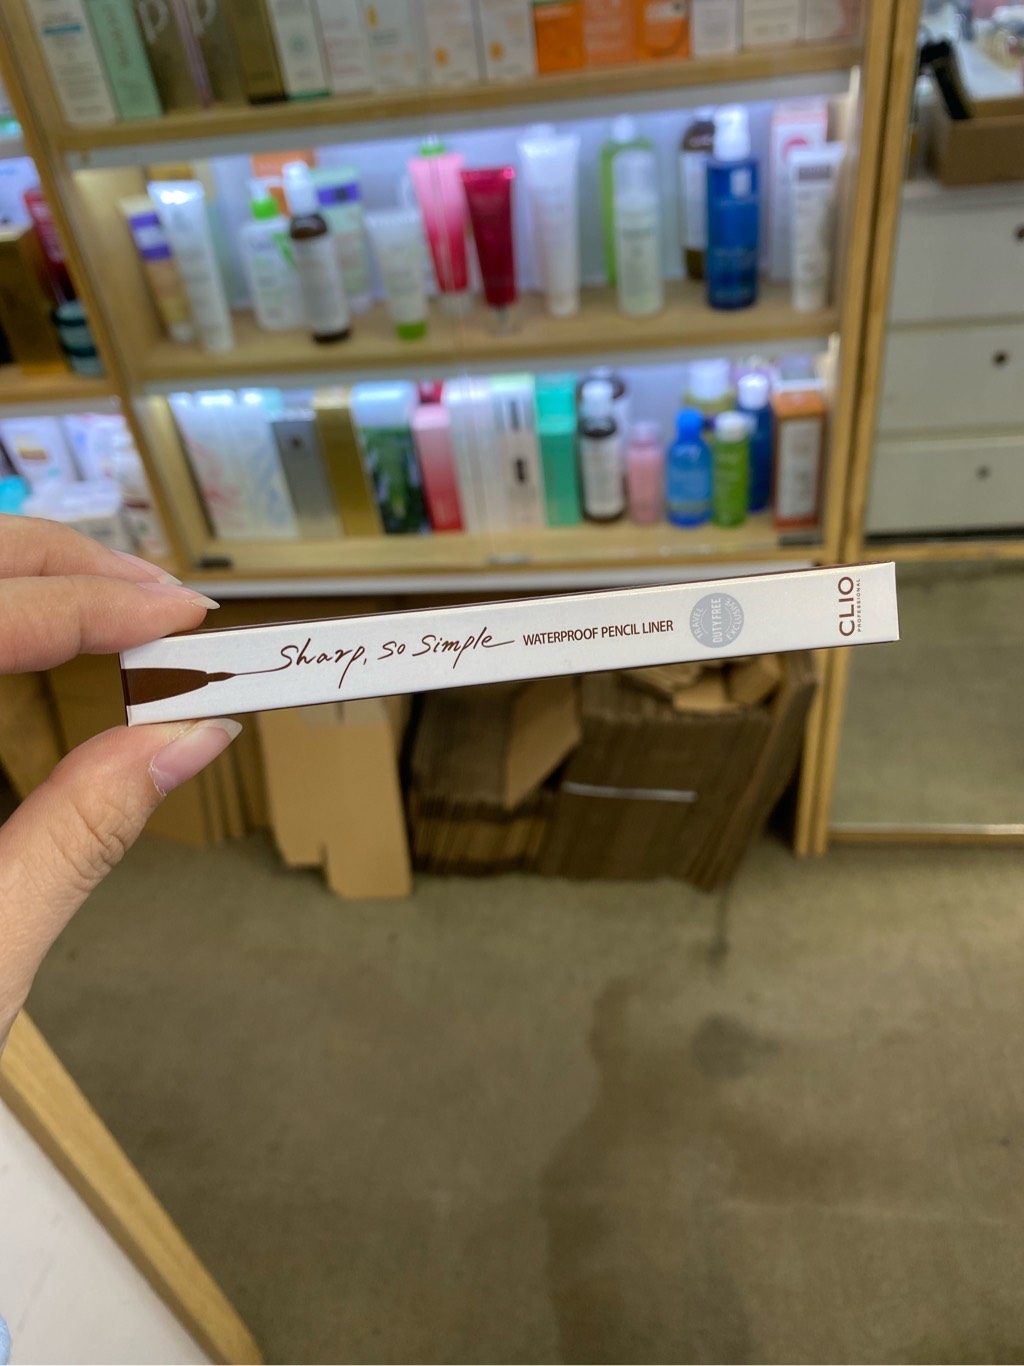 Sharp, so Simple WATERPROOF PENCIL LINER
TRAVEL
DUTY FREE
EXCLUSIVE
CLIO
PROFESSIONAL